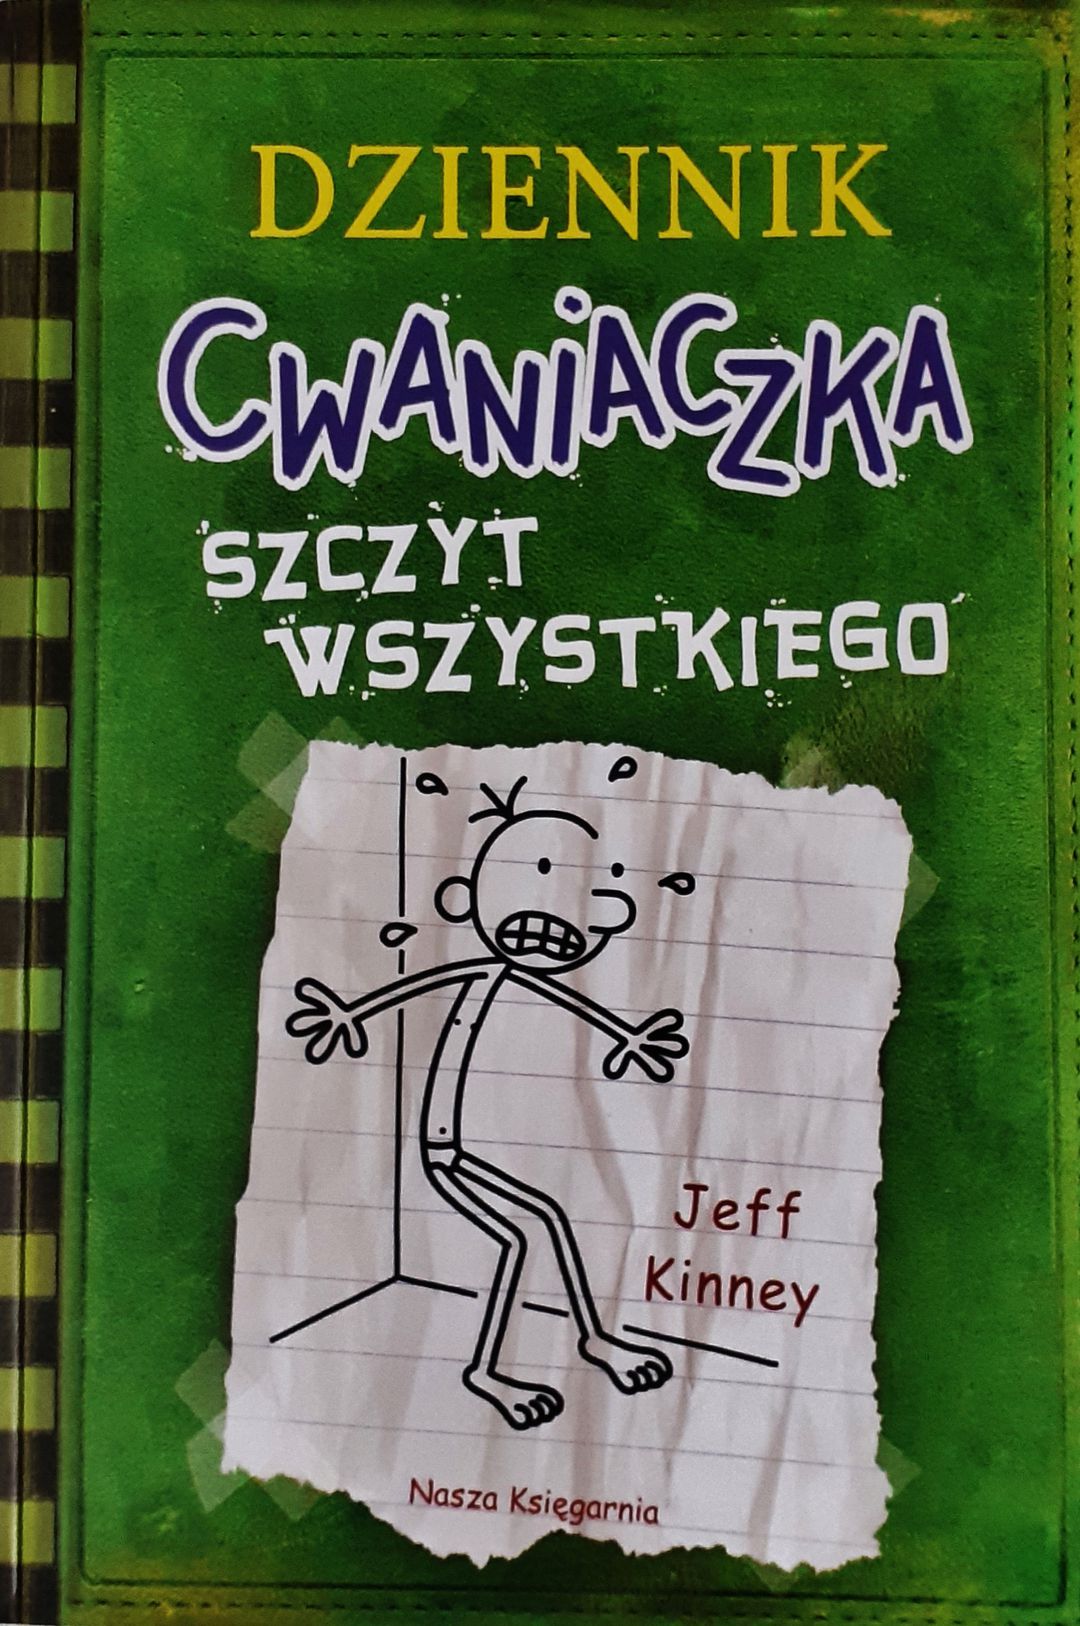 DZIENNIK
CWANiACZKA
SZCZYT
WSZYSTKIEGO
Jeff
Kinney
Nasza Księgarnia